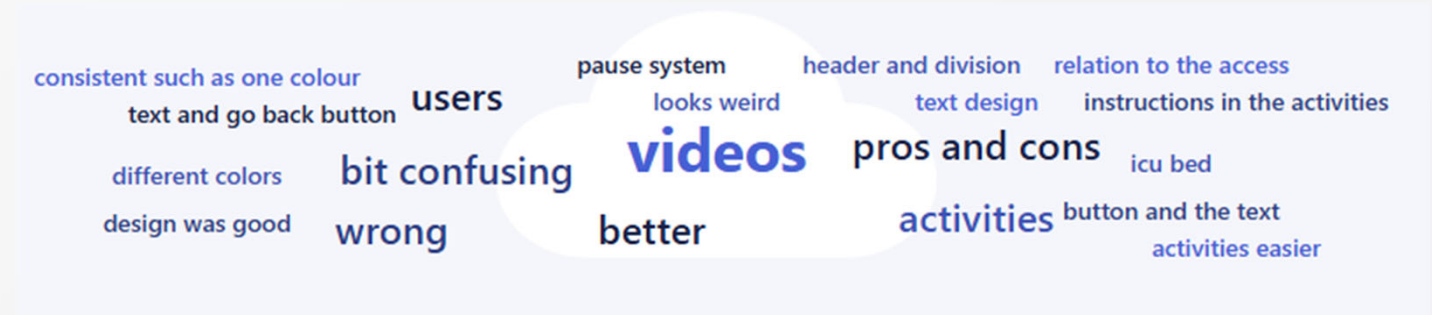 pause system
header and division
relation to the access
consistent such as one colour
users
looks weird
text design
instructions in the activities
text and go back button
videos
pros and cons
different colors
bit confusing
icu bed
design was good
wrong
better
activities
button and the text
activities easier